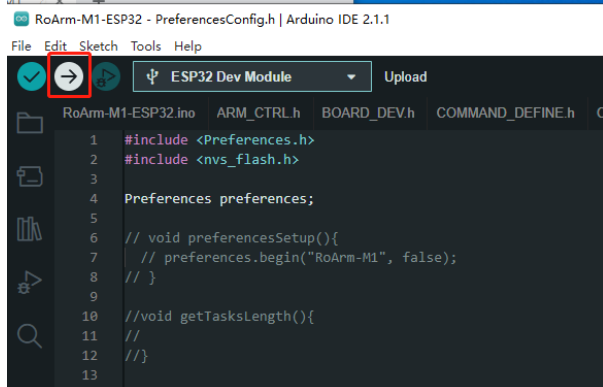 RoArm-M1-ESP32 - PreferencesConfig.h | Arduino IDE 2.1.1
File Edit Sketch Tools Help
ESP32 Dev Module Upload
RoArm-M1-ESP32.ino ARM_CTRL.h BOARD_DEV.h COMMAND_DEFINE.h
1 #include <Preferences.h>
2 #include <nvs_flash.h>
3
4 Preferences preferences;
5
6 // void preferencesSetup(){
7 // preferences.begin("RoArm-M1", false);
8 // }
9
10 //void getTasksLength(){
11 //
12 //}
13